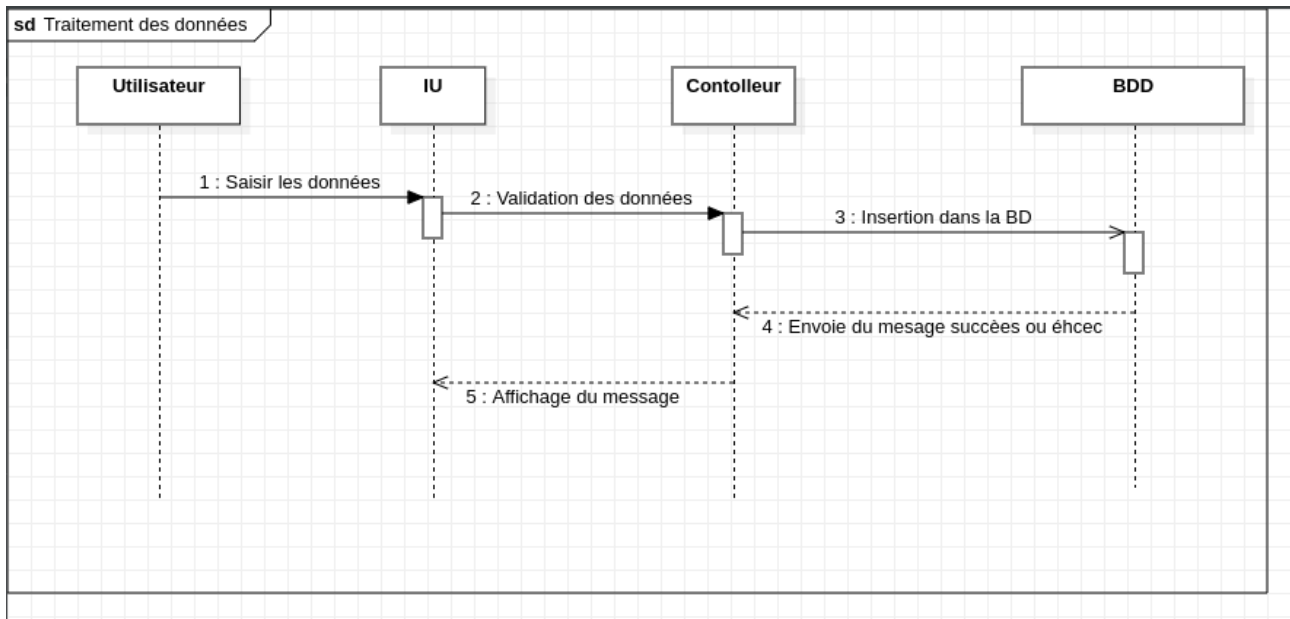 sd Traitement des données
Utilisateur
IU
Contolleur
BDD
1 : Saisir les données
2 : Validation des données
3 : Insertion dans la BD
4 : Envoie du mesage succèes ou éhcec
5 : Affichage du message